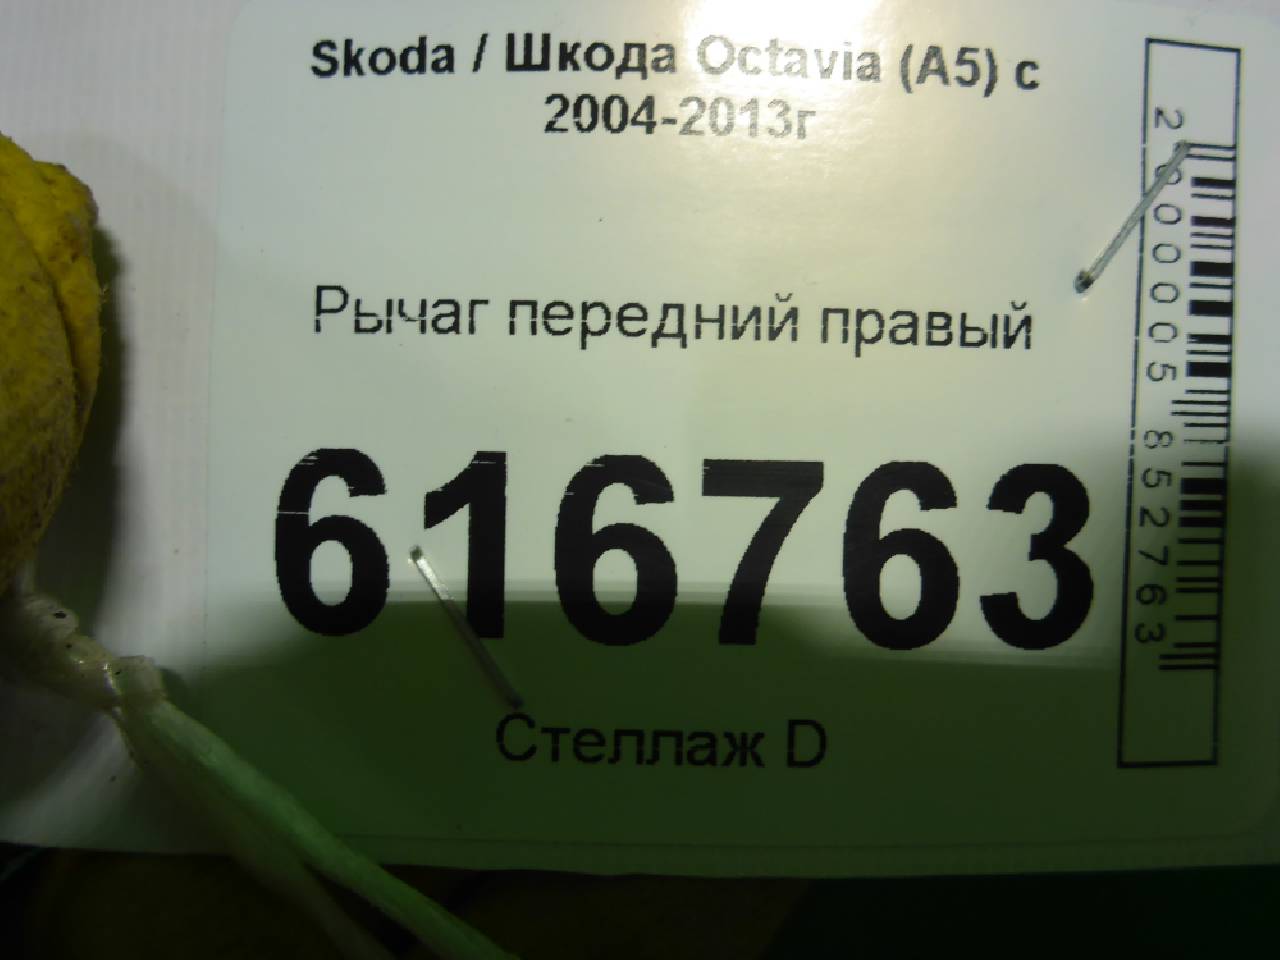 Skoda / Шкода Octavia (A5) с
2004-2013г
Рычаг передний правый
616763
Стеллаж D
2000005852763